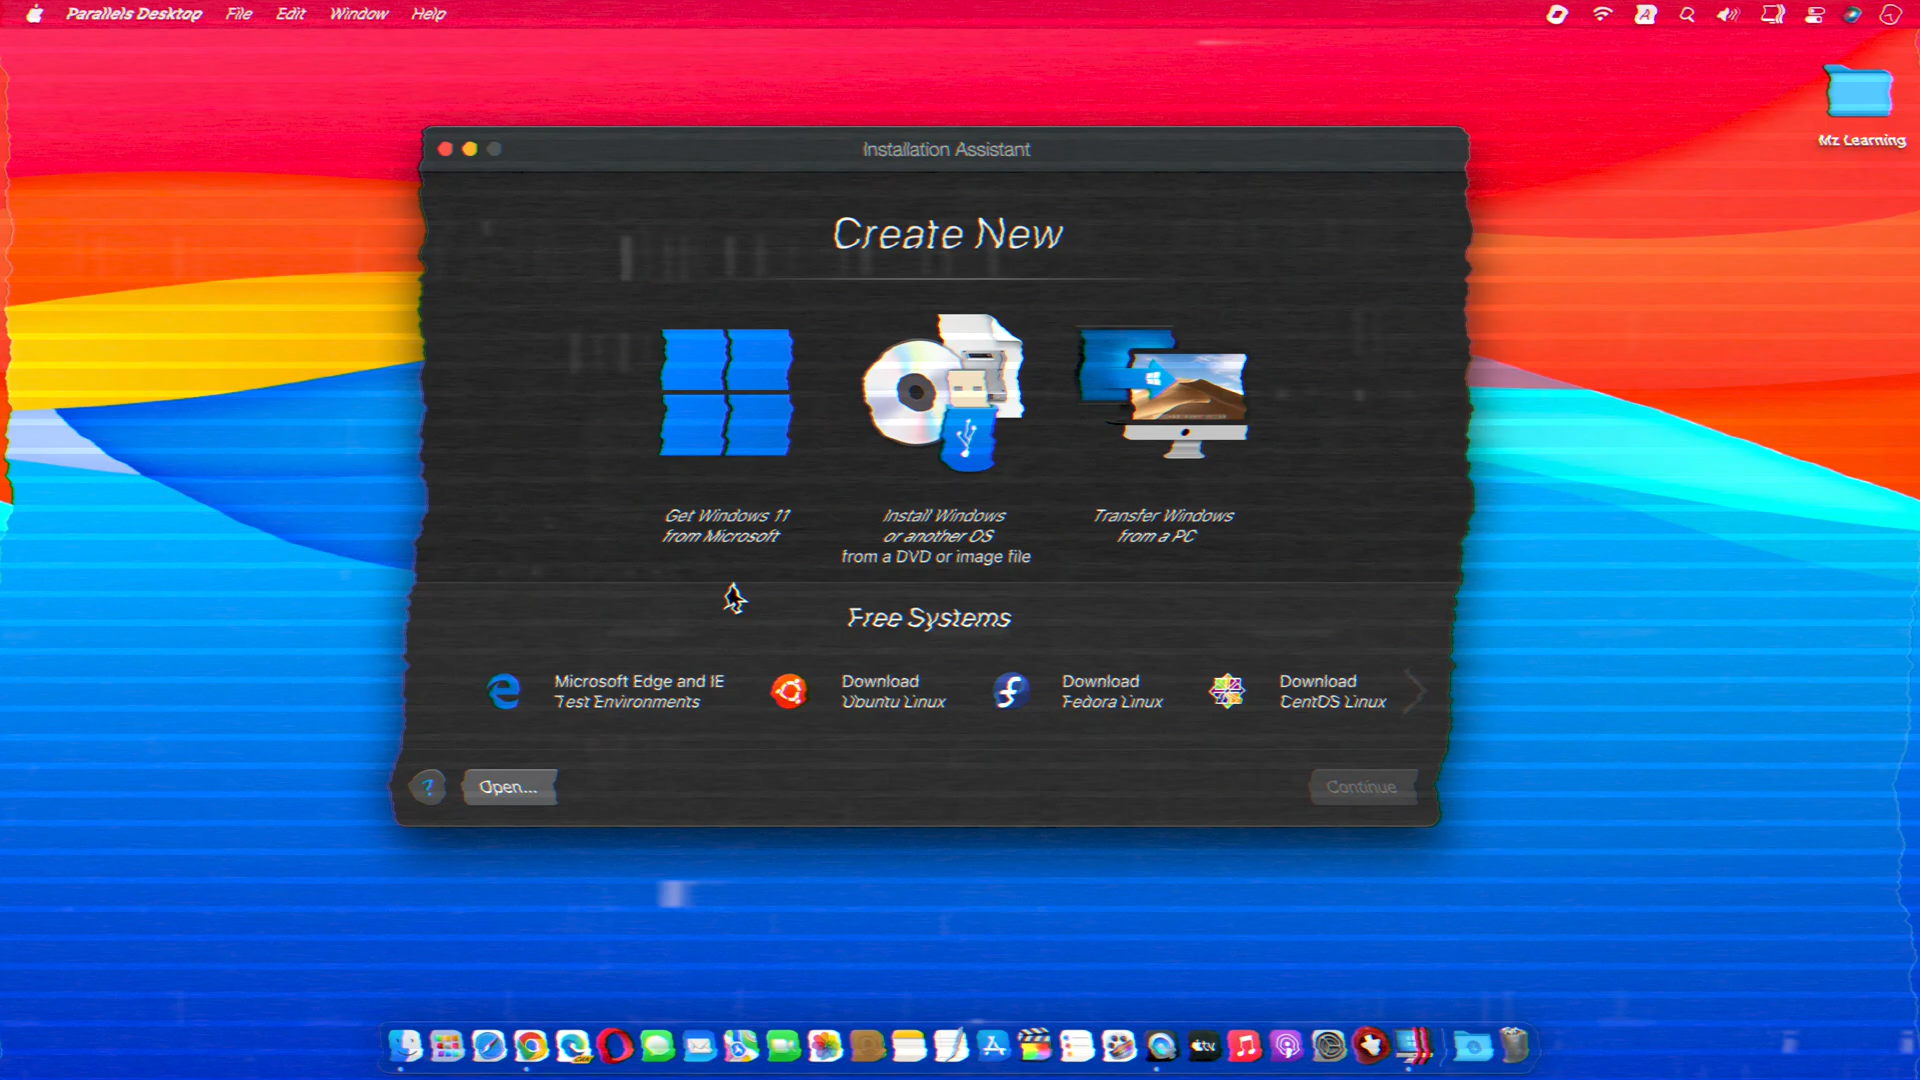 Parallels Desktop File Edit Window Help
Mz Learning
Installation Assistant
Create New
Get Windows 11
from Microsoft
Install Windows
or another OS
from a DVD or image file
Transfer Windows
from a PC
Free Systems
Microsoft Edge and IE
Test Environments
Download
Ubuntu Linux
Download
Fedora Linux
Download
CentOS Linux
? Open... Continue
tv